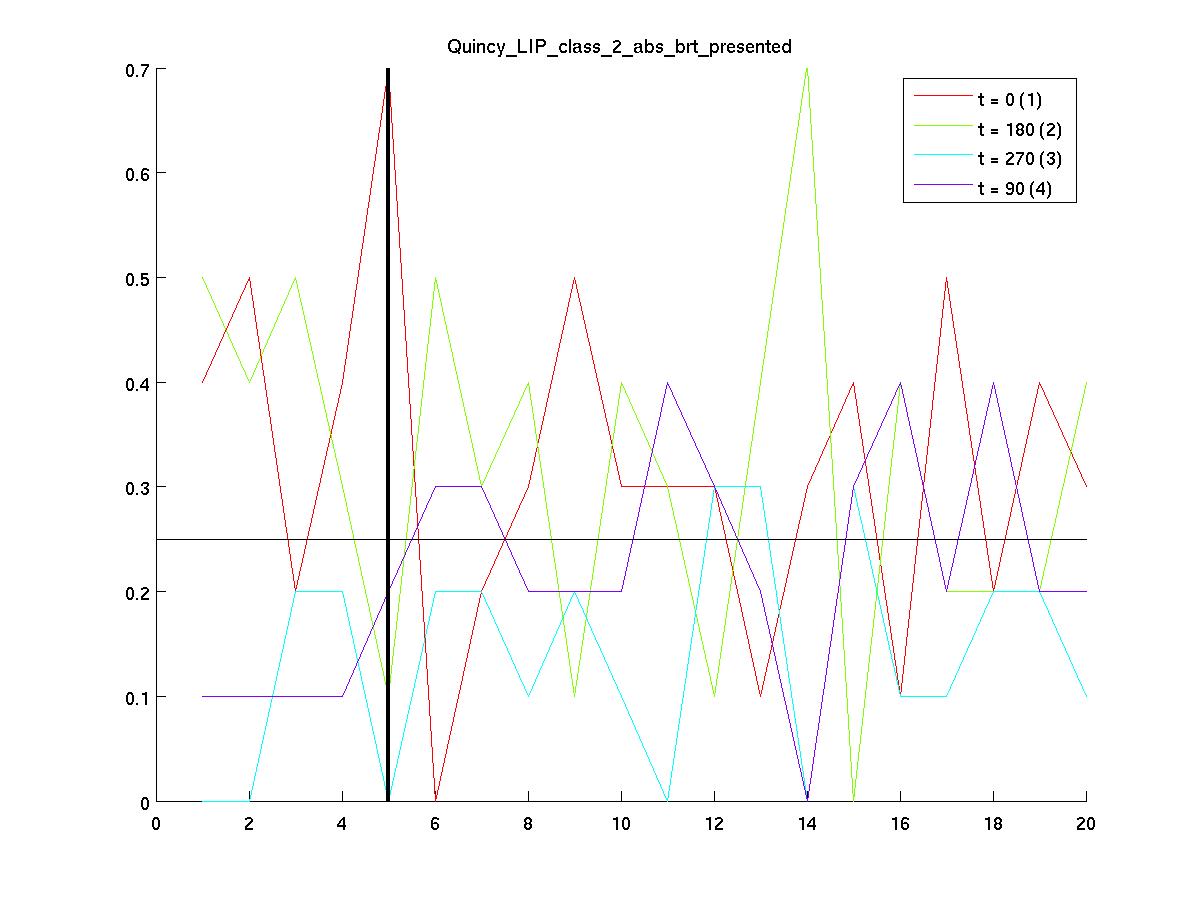 Quincy_LIP_class_2_abs_brt_presented
t = 0 (1)
t = 180 (2)
t = 270 (3)
t = 90 (4)
0.7
0.6
0.5
0.4
0.3
0.2
0.1
0
0 2 4 6 8 10 12 14 16 18 20